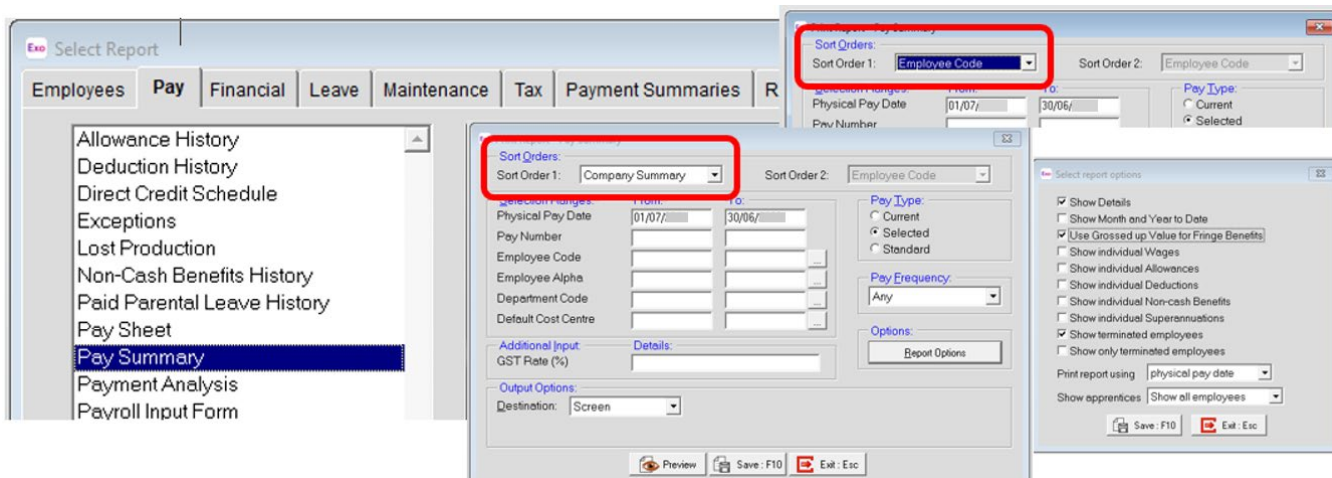 Exo Select Report
Employees Pay Financial Leave Maintenance Tax Payment Summaries R
Allowance History
Deduction History
Direct Credit Schedule
Exceptions
Lost Production
Non-Cash Benefits History
Paid Parental Leave History
Pay Sheet
Pay Summary
Payment Analysis
Payroll Input Form
Sort Orders:
Sort Order 1: Employee Code Sort Order 2: Employee Code
To: Pay Type:
Physical Pay Date 01/07/ 30/06/ Current
Pay Number Selected
Sort Orders:
Sort Order 1: Company Summary Sort Order 2: Employee Code
Selection Ranges: From: To: Pay Type:
Physical Pay Date 01/07/ 30/06/ Current
Pay Number Selected
Employee Code ... Standard
Employee Alpha ... Pay Frequency:
Department Code ... Any
Default Cost Centre ...
Options:
Additional Input: Details: Report Options
GST Rate (%)
Output Options:
Destination: Screen
Preview Save : F10 Exit : Esc
Exo Select report options
Show Details
Show Month and Year to Date
Use Grossed up Value for Fringe Benefits
Show individual Wages
Show individual Allowances
Show individual Deductions
Show individual Non-cash Benefits
Show individual Superannuations
Show terminated employees
Show only terminated employees
Print report using physical pay date
Show apprentices Show all employees
Save : F10 Exit : Esc